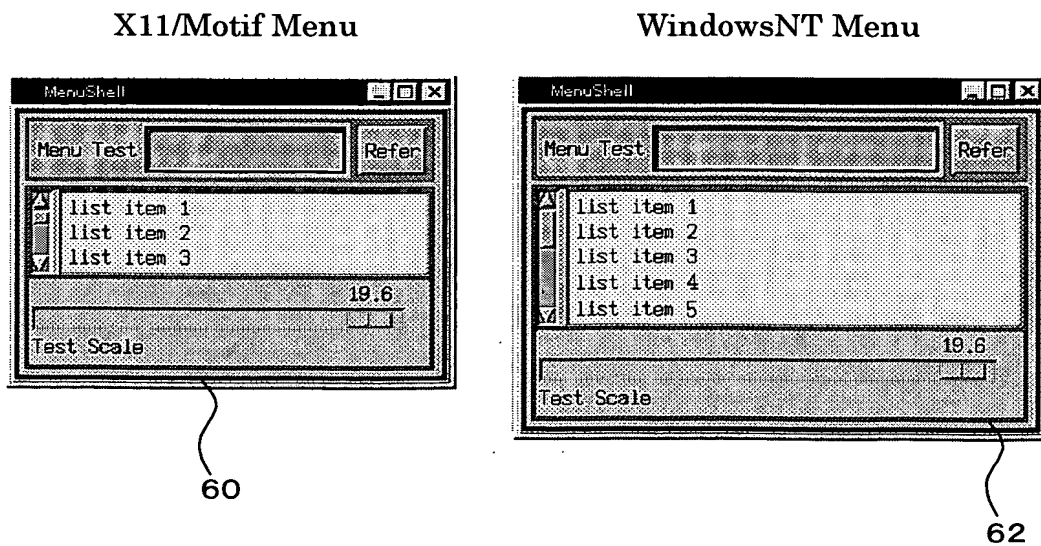 X11/Motif Menu
MenuShell
Menu Test
Refer
list item 1
list item 2
list item 3
19.6
Test Scale
60
WindowsNT Menu
MenuShell
Menu Test
Refer
list item 1
list item 2
list item 3
list item 4
list item 5
19.6
Test Scale
62